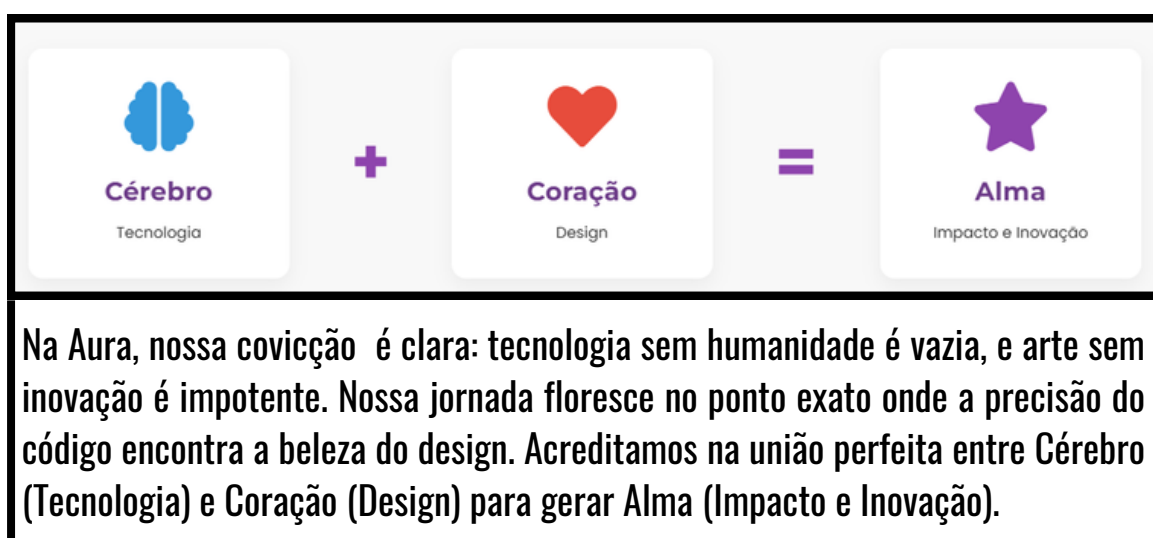 Cérebro + Coração = Alma
Tecnologia Design Impacto e Inovação
Na Aura, nossa covicção é clara: tecnologia sem humanidade é vazia, e arte sem
inovação é impotente. Nossa jornada floresce no ponto exato onde a precisão do
código encontra a beleza do design. Acreditamos na união perfeita entre Cérebro
(Tecnologia) e Coração (Design) para gerar Alma (Impacto e Inovação).